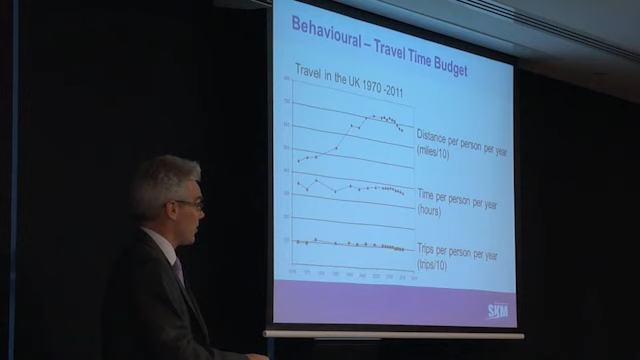 Behavioural – Travel Time Budget
Travel in the UK 1970 -2011
Distance per person per year
(miles/10)
Time per person per year
(hours)
Trips per person per year
(trips/10)
SKM